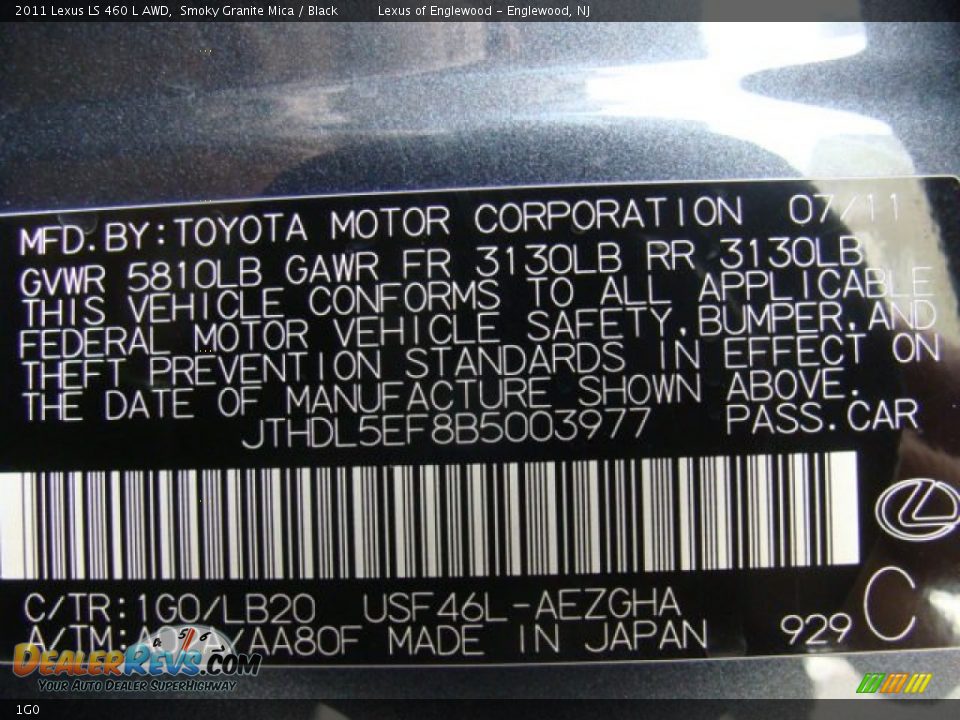 2011 Lexus LS 460 L AWD, Smoky Granite Mica / Black Lexus of Englewood - Englewood, NJ
MFD.BY:TOYOTA MOTOR CORPORATION 07/11
GVWR 5810LB GAWR FR 3130LB RR 3130LB
THIS VEHICLE CONFORMS TO ALL APPLICABLE
FEDERAL MOTOR VEHICLE SAFETY,BUMPER,AND
THEFT PREVENTION STANDARDS IN EFFECT ON
THE DATE OF MANUFACTURE SHOWN ABOVE.
JTHDL5EF8B5003977 PASS.CAR
C/TR:1G0/LB20 USF46L-AEZGHA
A/TM: /AA80F MADE IN JAPAN 929 C
DealerRevs.com
Your Auto Dealer SuperHighway
1G0